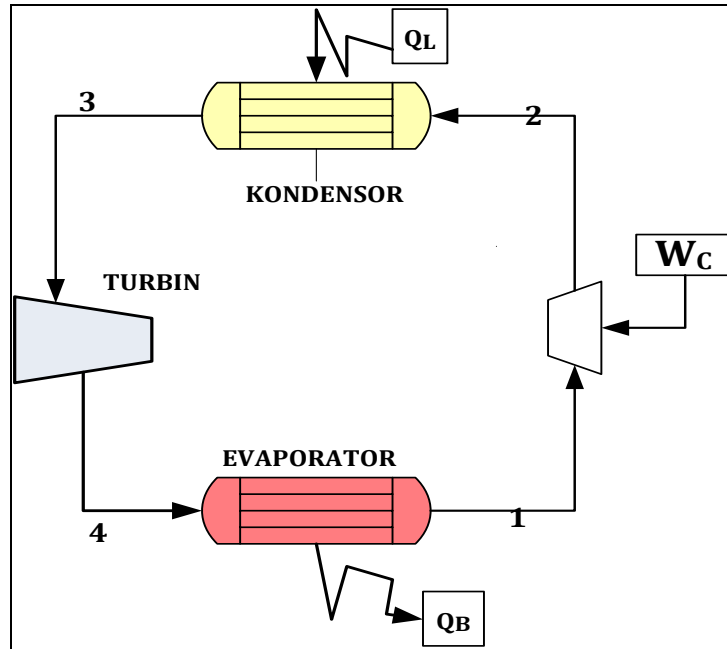 QL
3
2
KONDENSOR
WC
TURBIN
EVAPORATOR
4
1
QB